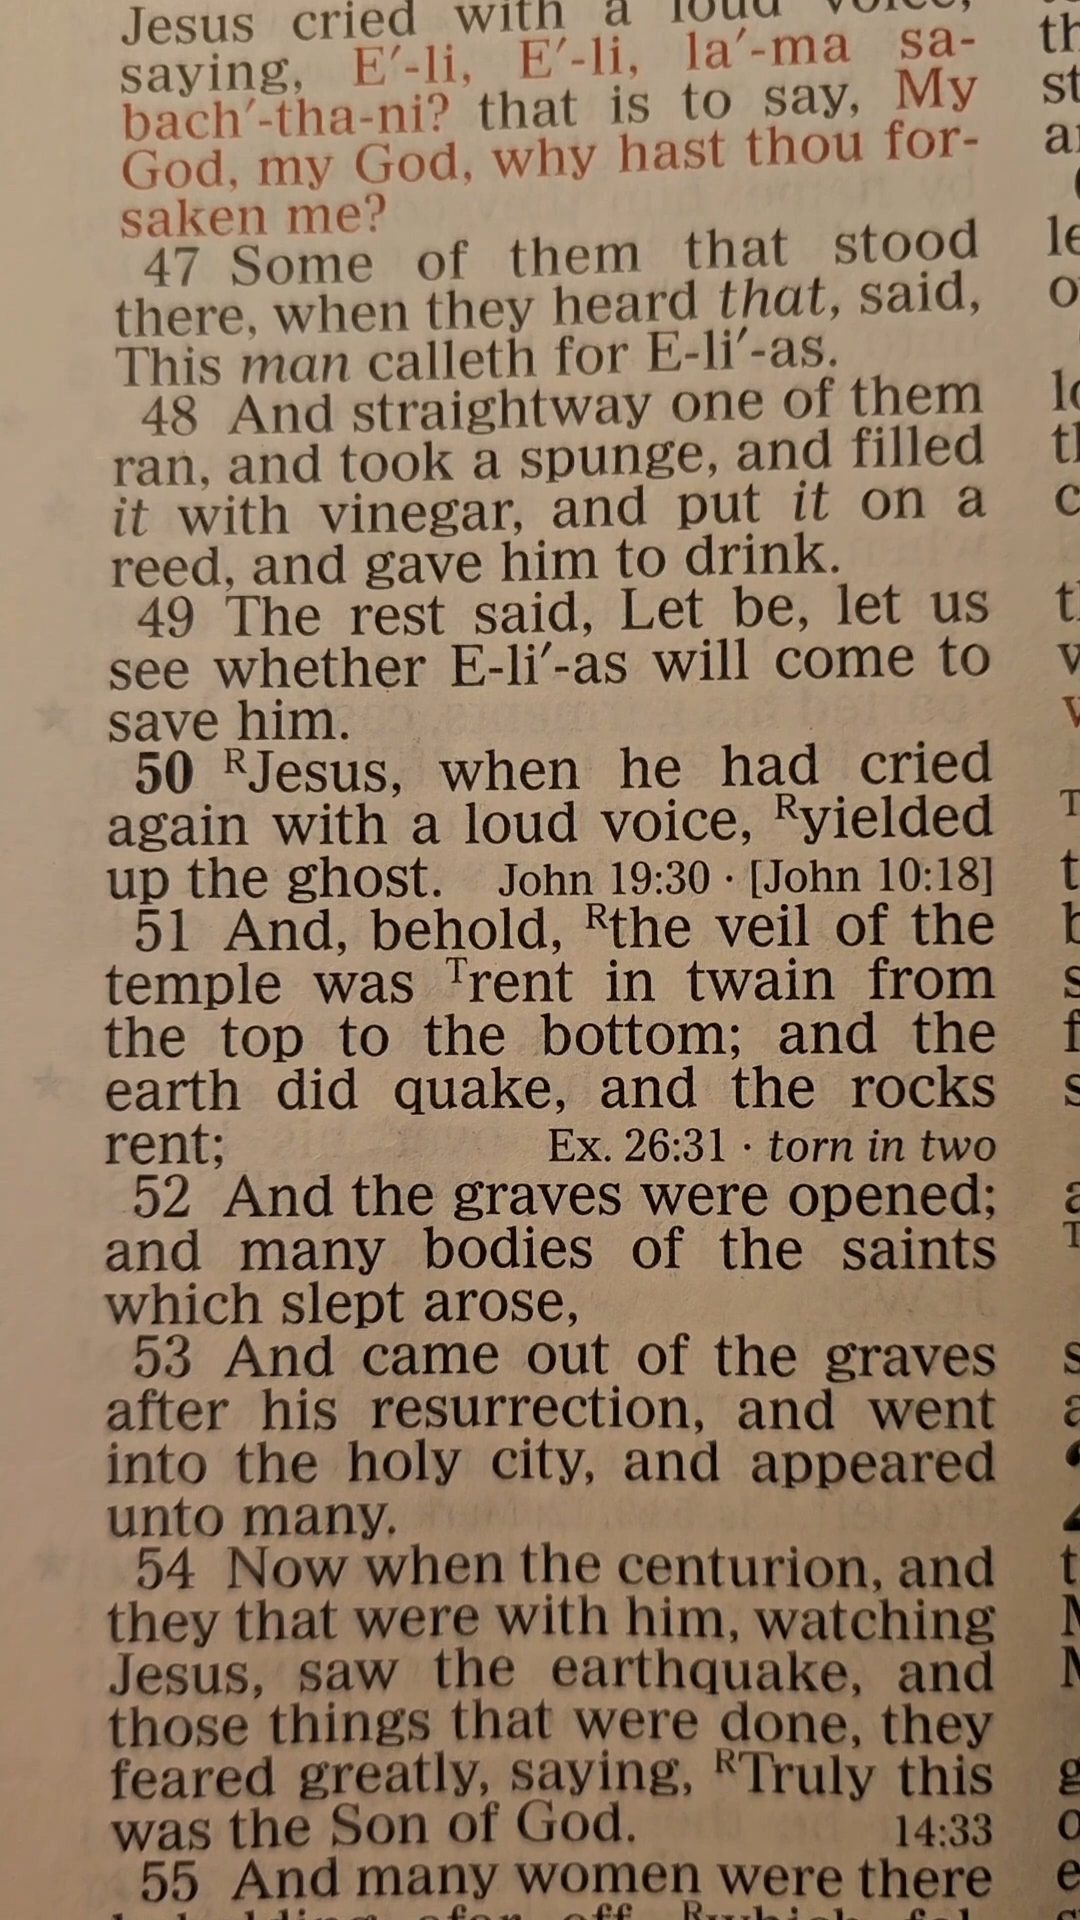 Jesus cried with a loud voice,
saying, E′-li, E′-li, la′-ma sa-
bach′-tha-ni? that is to say, My
God, my God, why hast thou for-
saken me?
47 Some of them that stood
there, when they heard that, said,
This man calleth for E-li′-as.
48 And straightway one of them
ran, and took a spunge, and filled
it with vinegar, and put it on a
reed, and gave him to drink.
49 The rest said, Let be, let us
see whether E-li′-as will come to
save him.
50 ᴿJesus, when he had cried
again with a loud voice, ᴿyielded
up the ghost. John 19:30 · [John 10:18]
51 And, behold, ᴿthe veil of the
temple was ᵀrent in twain from
the top to the bottom; and the
earth did quake, and the rocks
rent; Ex. 26:31 · torn in two
52 And the graves were opened;
and many bodies of the saints
which slept arose,
53 And came out of the graves
after his resurrection, and went
into the holy city, and appeared
unto many.
54 Now when the centurion, and
they that were with him, watching
Jesus, saw the earthquake, and
those things that were done, they
feared greatly, saying, ᴿTruly this
was the Son of God. 14:33
55 And many women were there